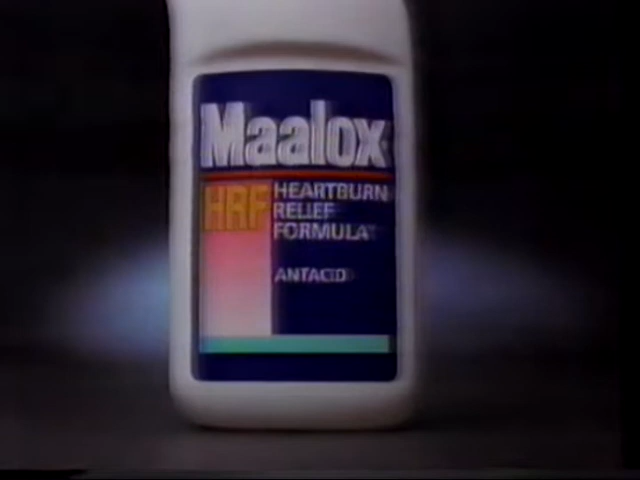 Maalox
HRF HEARTBURN
RELIEF
FORMULA
ANTACID